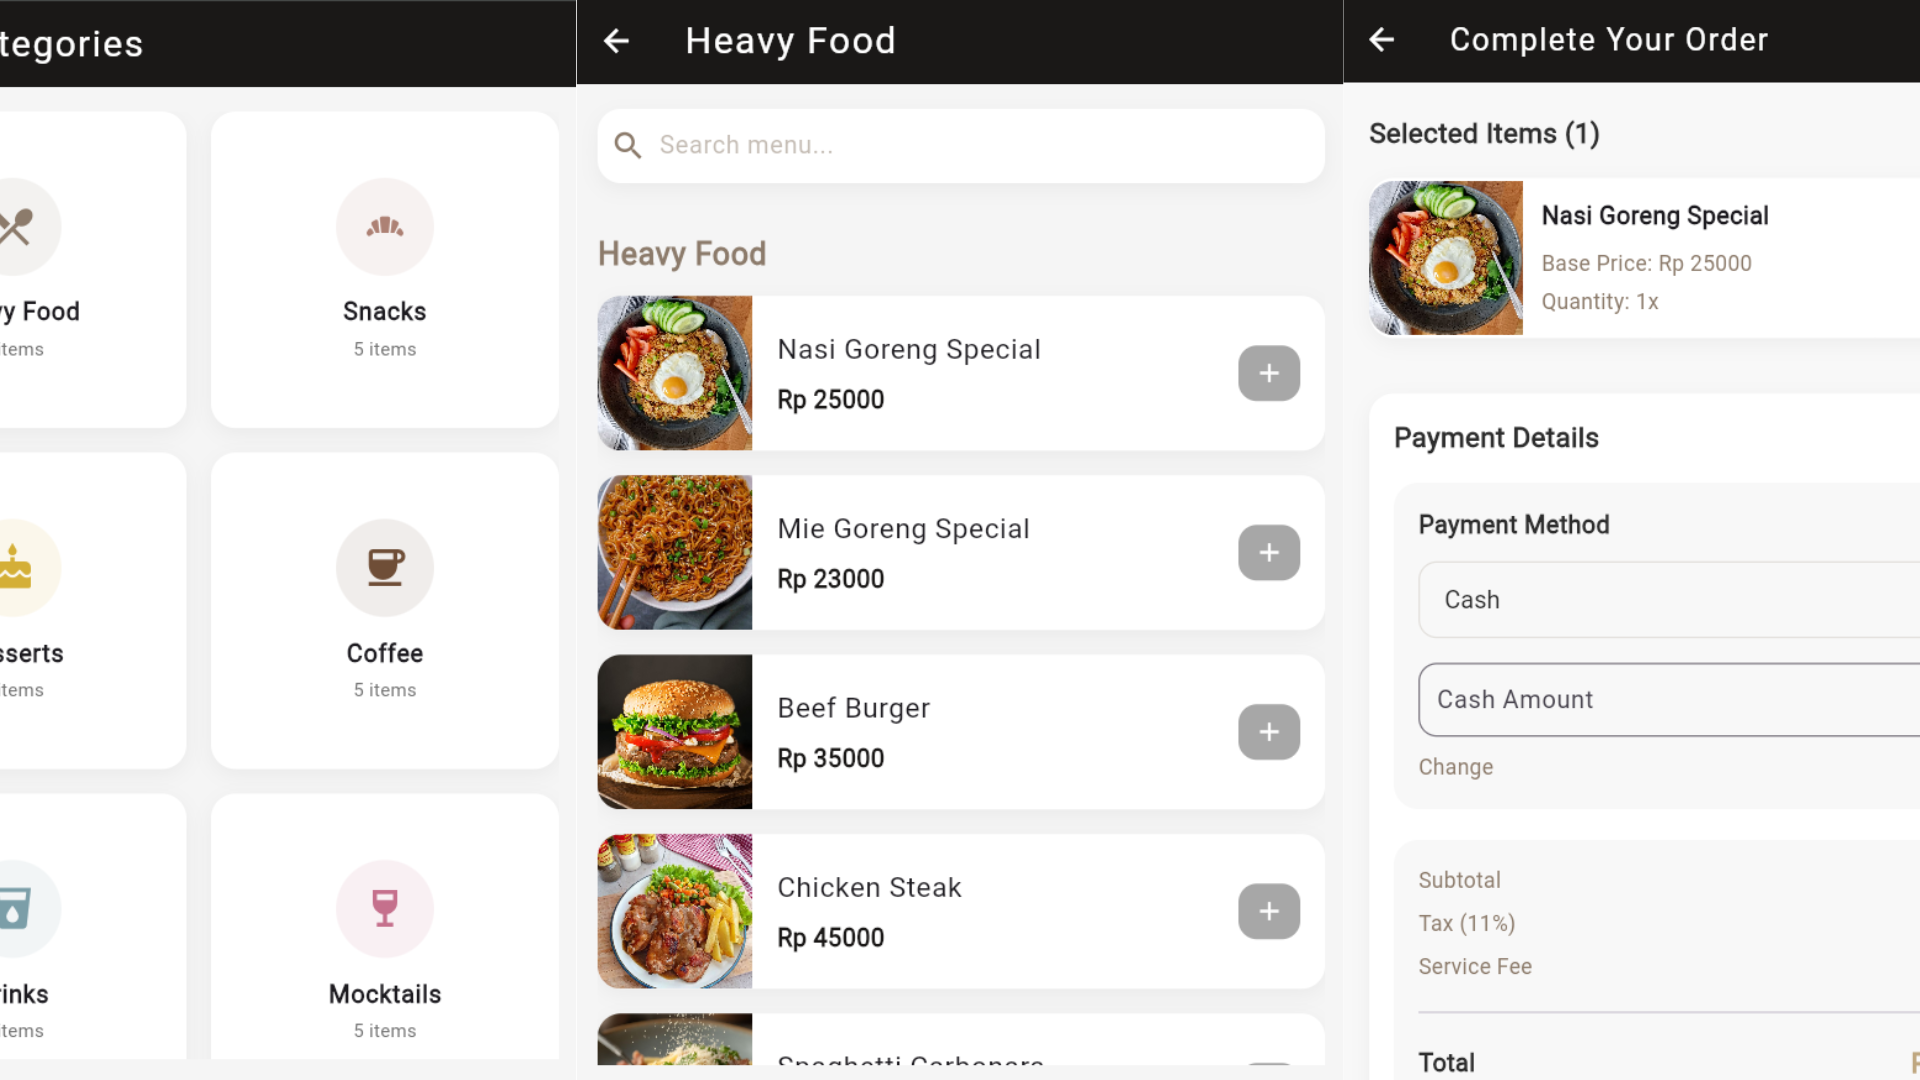 tegories
y Food
tems
Snacks
5 items
sserts
tems
Coffee
5 items
inks
tems
Mocktails
5 items
Heavy Food
Search menu...
Heavy Food
Nasi Goreng Special
Rp 25000
Mie Goreng Special
Rp 23000
Beef Burger
Rp 35000
Chicken Steak
Rp 45000
Spaghetti Carbonara
Complete Your Order
Selected Items (1)
Nasi Goreng Special
Base Price: Rp 25000
Quantity: 1x
Payment Details
Payment Method
Cash
Cash Amount
Change
Subtotal
Tax (11%)
Service Fee
Total